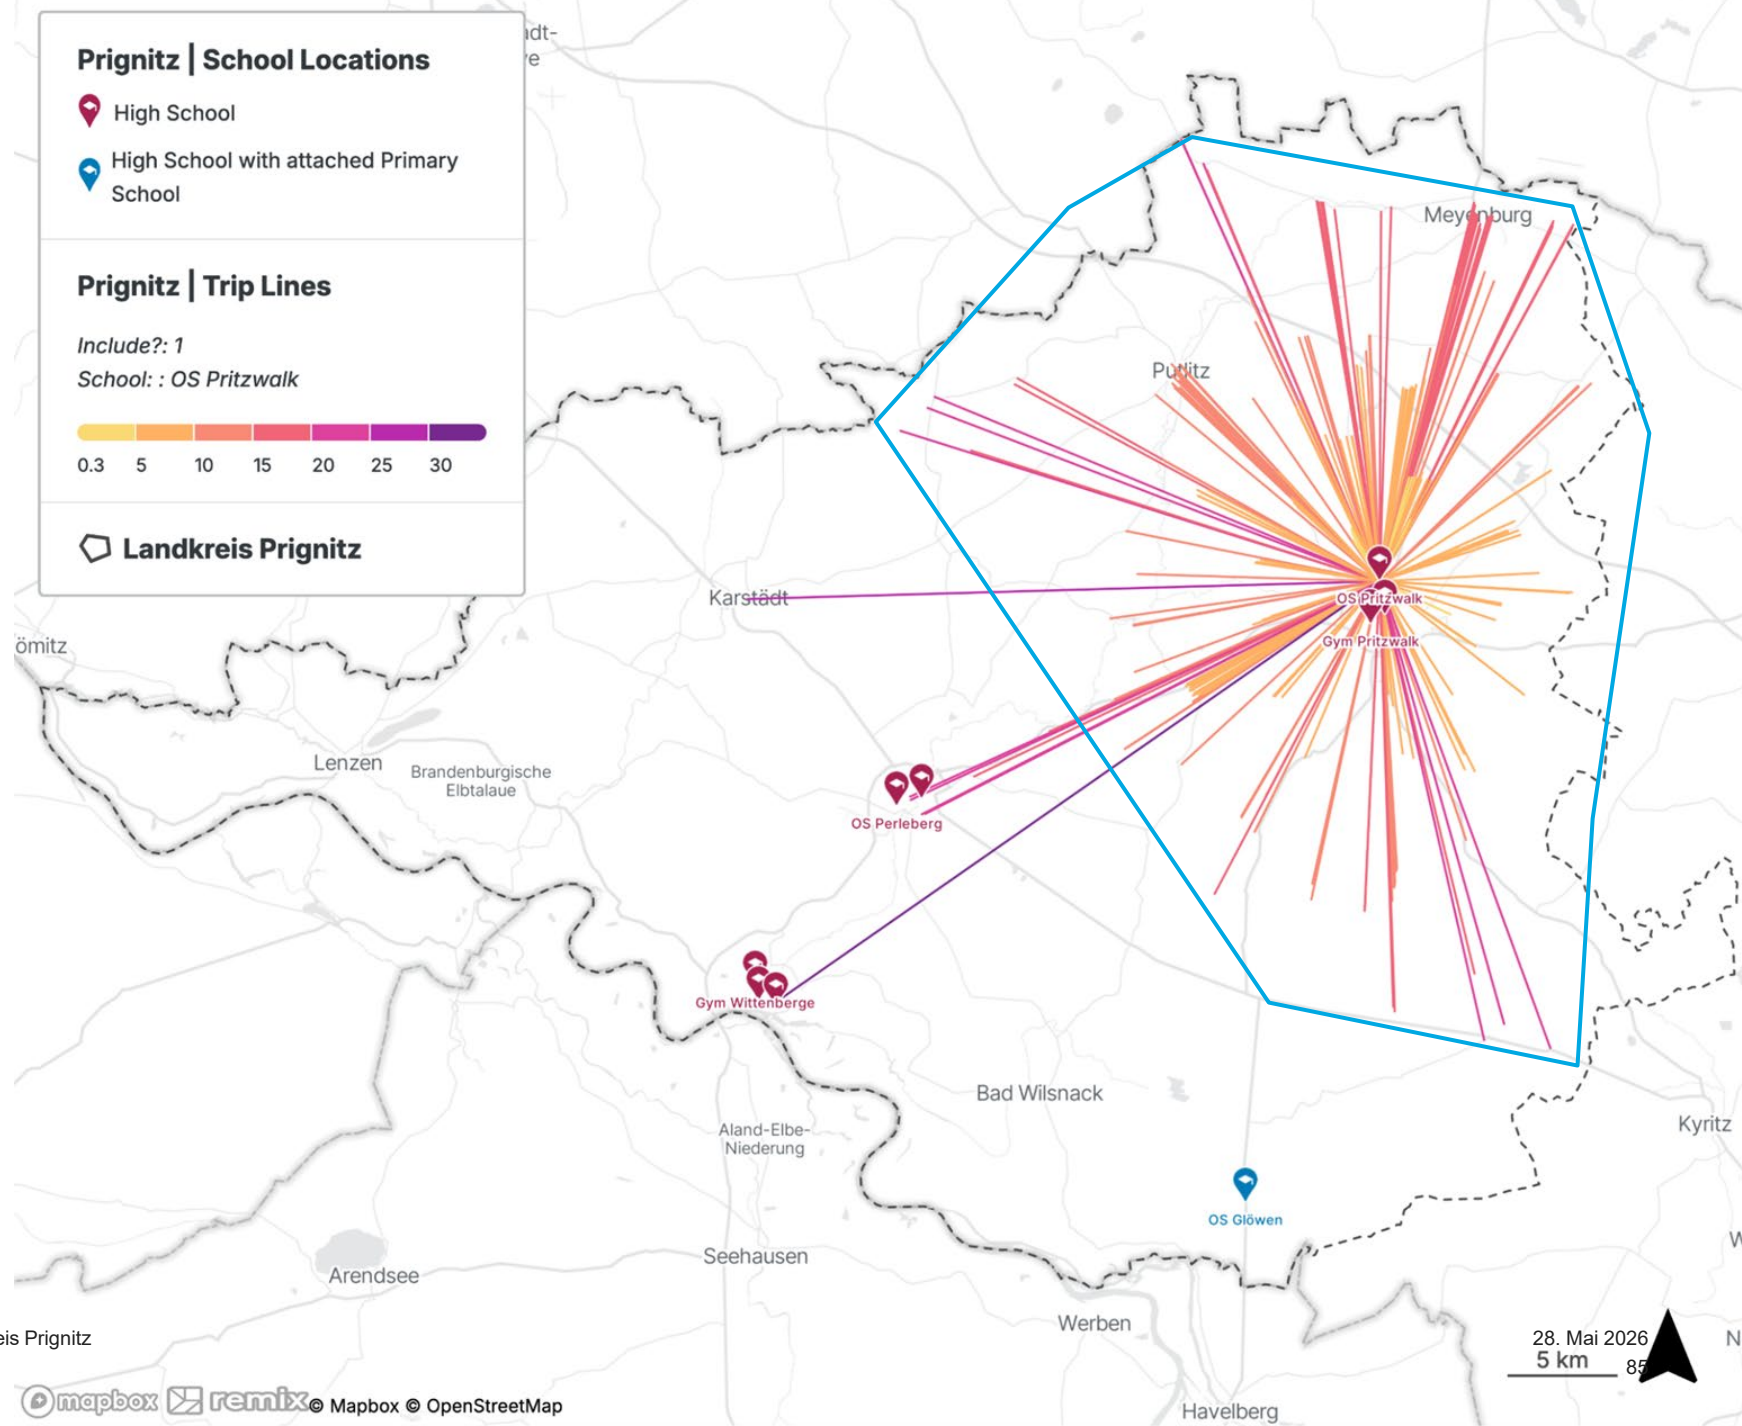 Prignitz | School Locations
High School
High School with attached Primary
School
Prignitz | Trip Lines
Include?: 1
School: : OS Pritzwalk
0.3 5 10 15 20 25 30
Landkreis Prignitz
Meyenburg
Putlitz
OS Pritzwalk
Gym Pritzwalk
Karstädt
ömitz
Lenzen
Brandenburgische
Elbtalaue
OS Perleberg
Gym Wittenberge
Bad Wilsnack
Aland-Elbe-
Niederung
Kyritz
OS Glöwen
Seehausen
Arendsee
Werben
Havelberg
eis Prignitz
28. Mai 2026
5 km
85
mapbox remix © Mapbox © OpenStreetMap